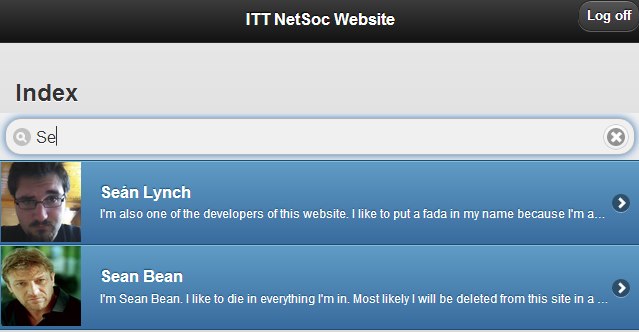 ITT NetSoc Website
Log off
Index
Se
Seán Lynch
I'm also one of the developers of this website. I like to put a fada in my name because I'm a...
Sean Bean
I'm Sean Bean. I like to die in everything I'm in. Most likely I will be deleted from this site in a ...